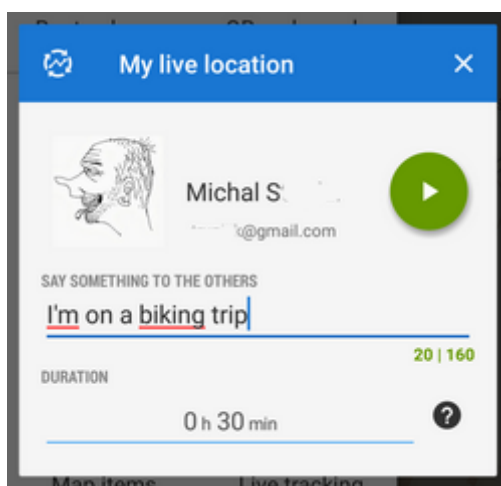 My live location
Michal S
@gmail.com
SAY SOMETHING TO THE OTHERS
I'm on a biking trip
20 | 160
DURATION
0 h 30 min
?
Map items Live tracking